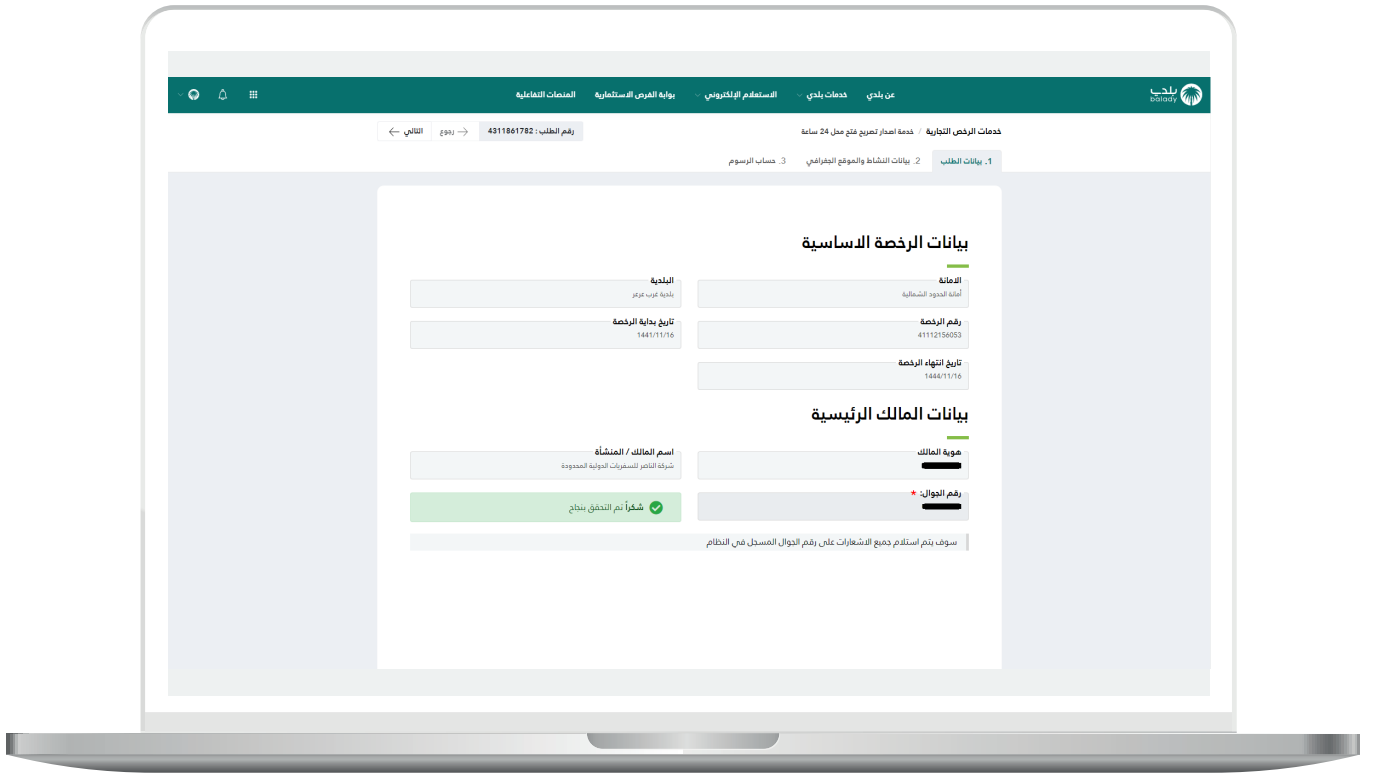 بلدي
balady
عن بلدي
خدمات بلدي
الاستعلام الإلكتروني
بوابة الفرص الاستثمارية
المنصات التفاعلية
خدمات الرخص التجارية / خدمة اصدار تصريح فتح محل 24 ساعة
رقم الطلب : 4311861782
رجوع
التالي
1. بيانات الطلب
2. بيانات النشاط والموقع الجغرافي
3. حساب الرسوم
بيانات الرخصة الاساسية
الامانة
أمانة الحدود الشمالية
البلدية
بلدية غرب عرعر
رقم الرخصة
41112156053
تاريخ بداية الرخصة
1441/11/16
تاريخ انتهاء الرخصة
1444/11/16
بيانات المالك الرئيسية
هوية المالك
اسم المالك / المنشأة
شركة الناصر للسفريات الدولية المحدودة
رقم الجوال: *
شكراً تم التحقق بنجاح
سوف يتم استلام جميع الاشعارات على رقم الجوال المسجل في النظام